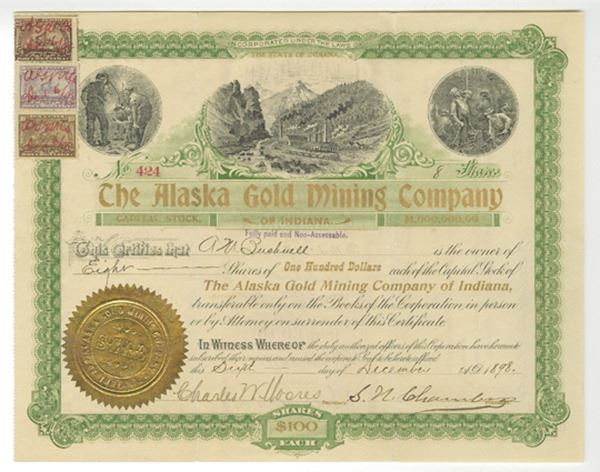 INCORPORATED UNDER THE LAWS OF
THE STATE OF INDIANA.
No. 424
8 Shares
The Alaska Gold Mining Company
CAPITAL STOCK,
OF INDIANA.
$1,000,000.00
Fully paid and Non-Assessable.
This Certifies that A W Bushnell is the owner of
Eight Shares of One Hundred Dollars each of the Capital Stock of
The Alaska Gold Mining Company of Indiana,
transferable only on the Books of the Corporation in person
or by Attorney on surrender of this Certificate.
IN WITNESS WHEREOF the duly authorized officers of this Corporation have hereunto
subscribed their names and caused the corporate Seal to be hereto affixed
this Sixth day of December A.D. 1898.
Charles W. Moores
SHARES
$100
EACH